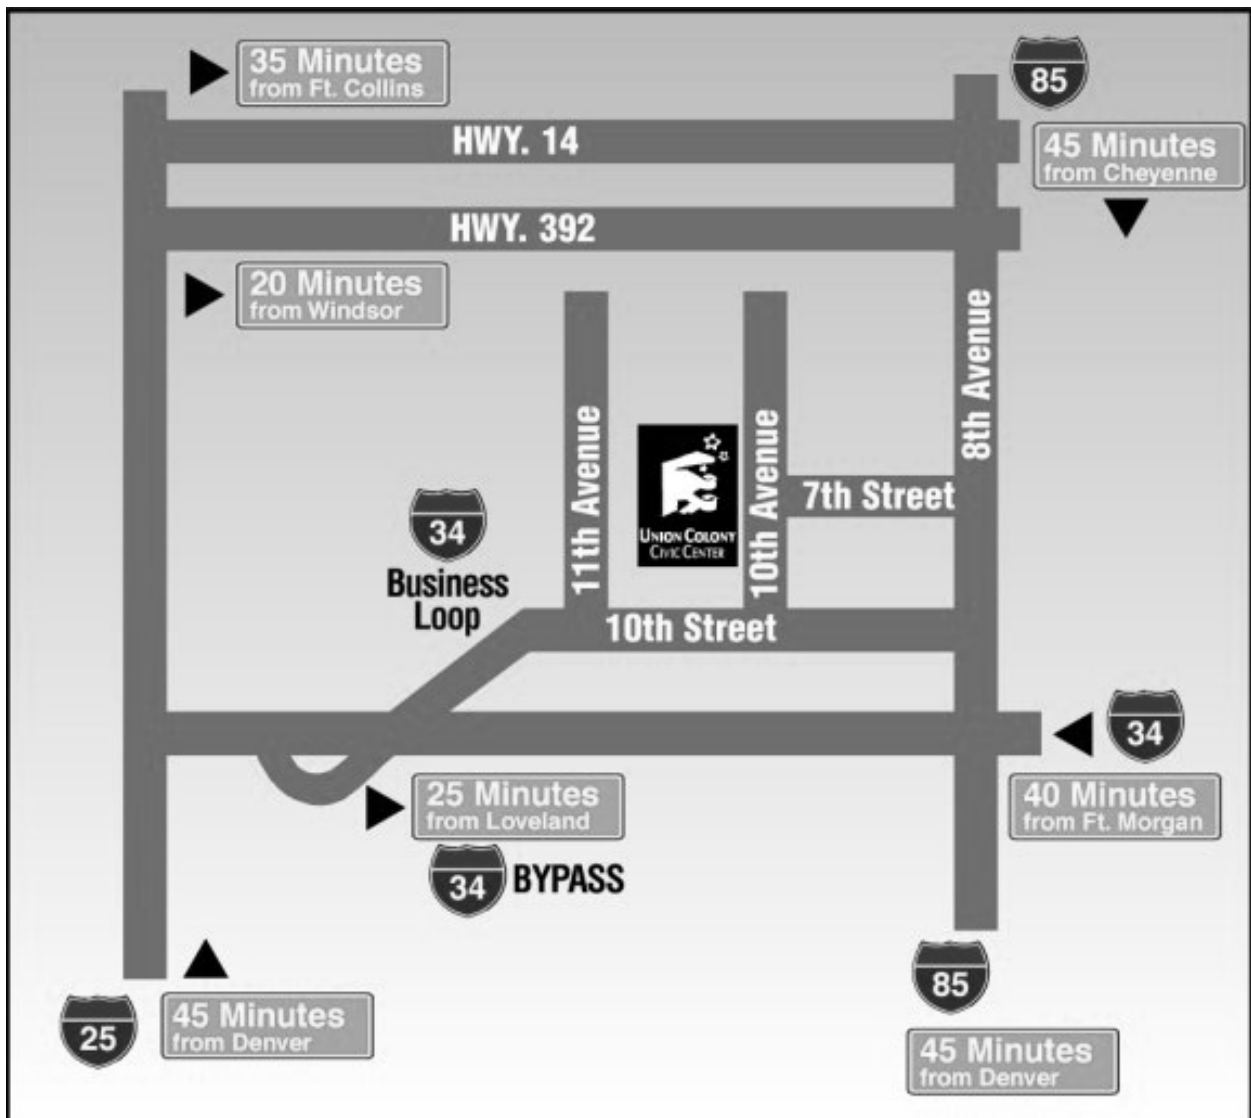 35 Minutes
from Ft. Collins
85
HWY. 14
45 Minutes
from Cheyenne
HWY. 392
20 Minutes
from Windsor
8th Avenue
11th Avenue
10th Avenue
7th Street
UNION COLONY
CIVIC CENTER
34
Business
Loop
10th Street
34
25 Minutes
from Loveland
40 Minutes
from Ft. Morgan
34 BYPASS
85
25
45 Minutes
from Denver
45 Minutes
from Denver